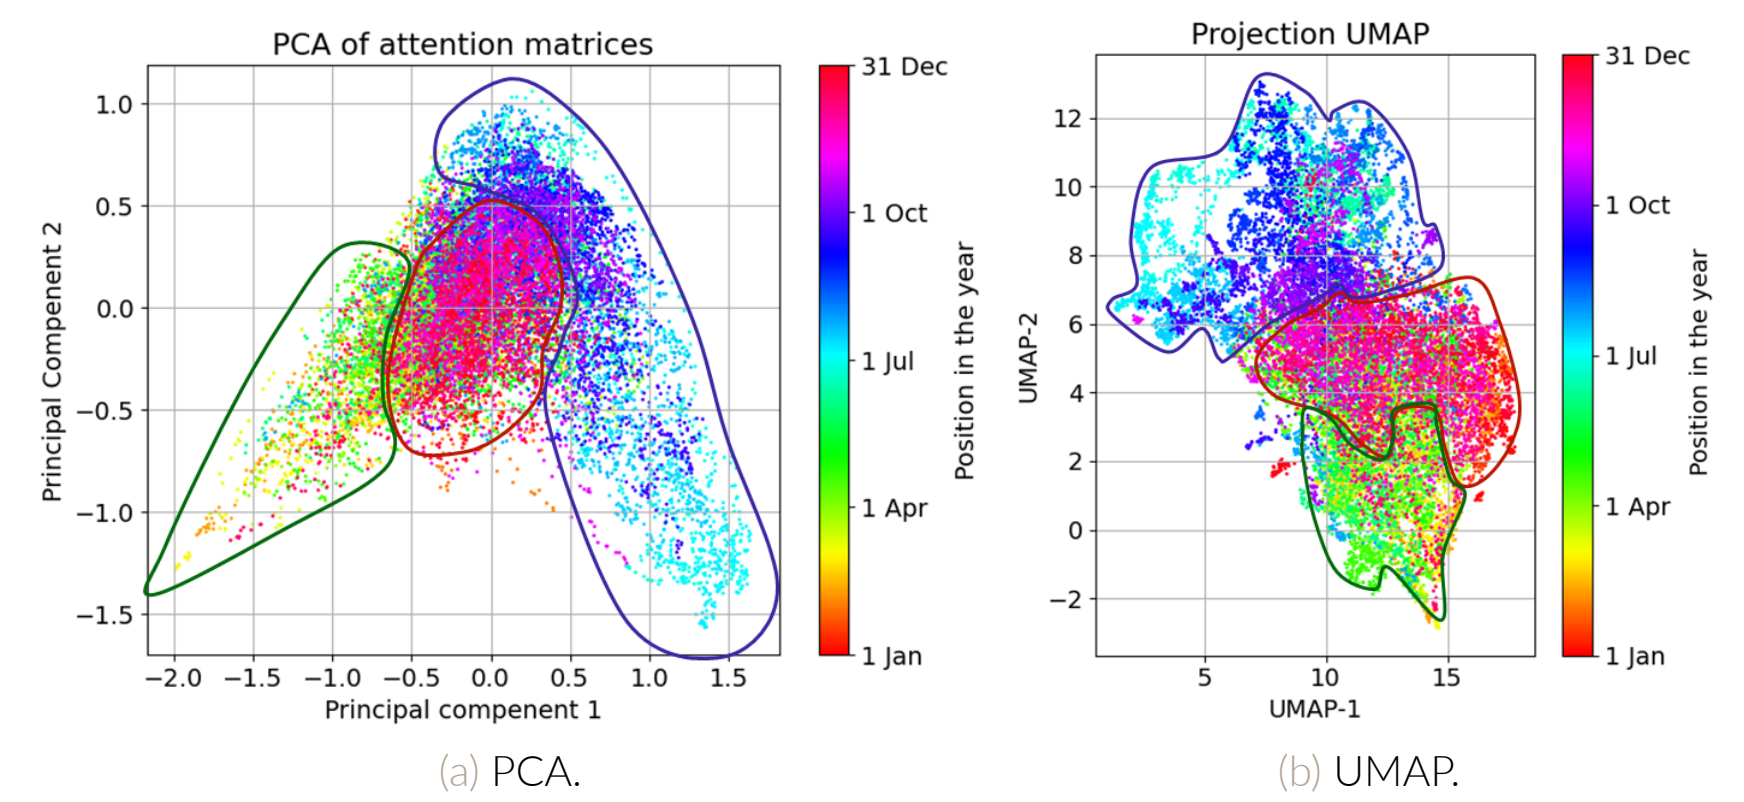 PCA of attention matrices
Principal Compenent 2
1.0
0.5
0.0
−0.5
−1.0
−1.5
−2.0 −1.5 −1.0 −0.5 0.0 0.5 1.0 1.5
Principal compenent 1
31 Dec
1 Oct
1 Jul
1 Apr
1 Jan
Position in the year
(a) PCA.
Projection UMAP
UMAP-2
12
10
8
6
4
2
0
−2
5 10 15
UMAP-1
31 Dec
1 Oct
1 Jul
1 Apr
1 Jan
Position in the year
(b) UMAP.